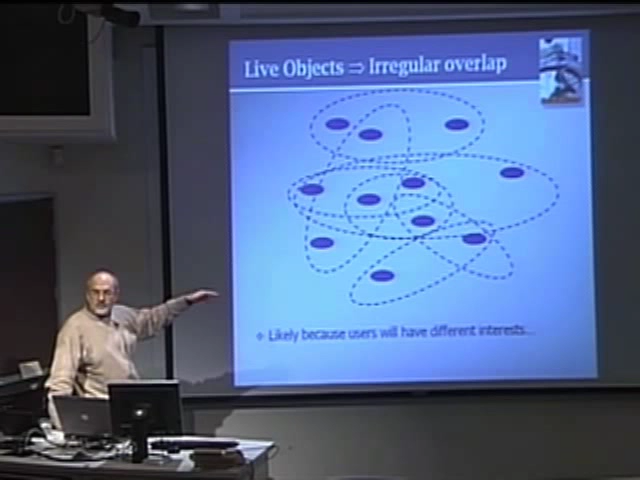 Live Objects ⇒ Irregular overlap
Likely because users will have different interests...